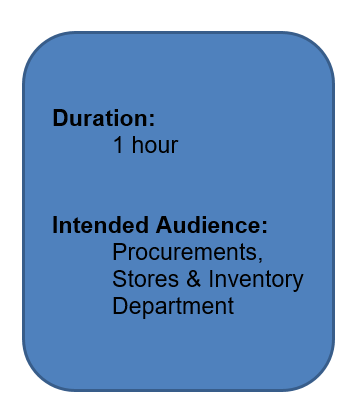 Duration:
1 hour
Intended Audience:
Procurements,
Stores & Inventory
Department